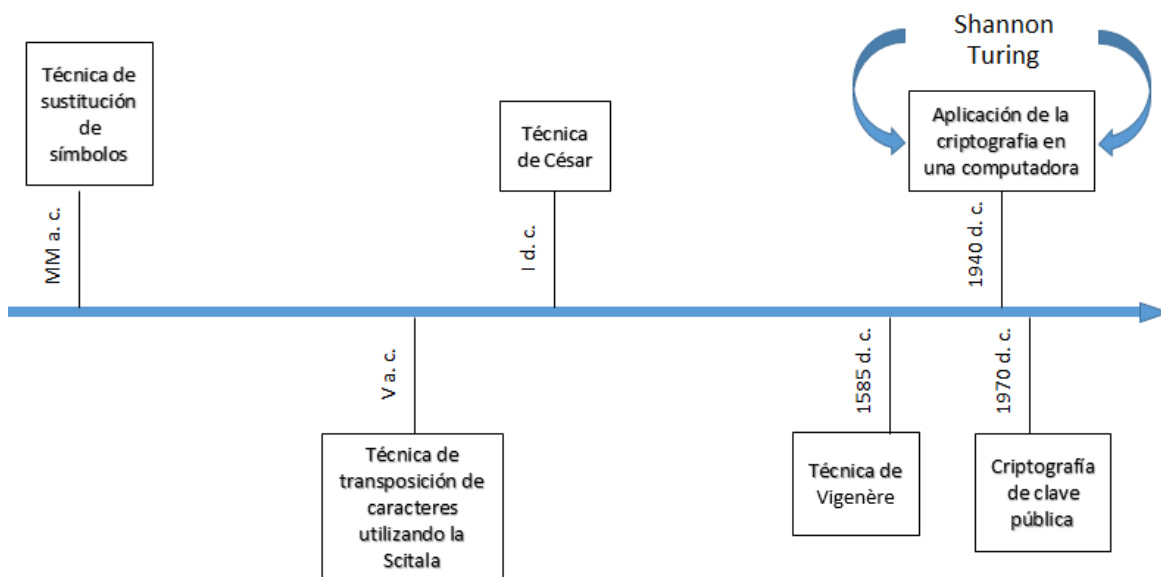 Técnica de
sustitución
de
símbolos
MM a. c.
V a. c.
Técnica de
transposición de
caracteres
utilizando la
Scitala
Técnica
de César
I d. c.
1585 d. c.
Técnica de
Vigenère
Shannon
Turing
Aplicación de la
criptografia en
una computadora
1940 d. c.
1970 d. c.
Criptografía
de clave
pública